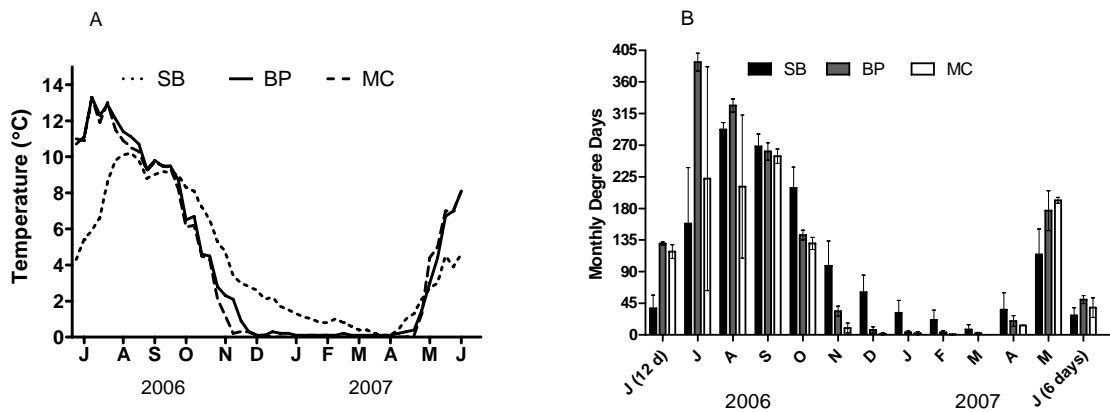 A
SB BP MC
Temperature (°C)
14
12
10
8
6
4
2
0
J A S O N D J F M A M J
2006 2007
B
SB BP MC
Monthly Degree Days
405
360
315
270
225
180
135
90
45
0
J (12 d) J A S O N D J F M A M J (6 days)
2006 2007